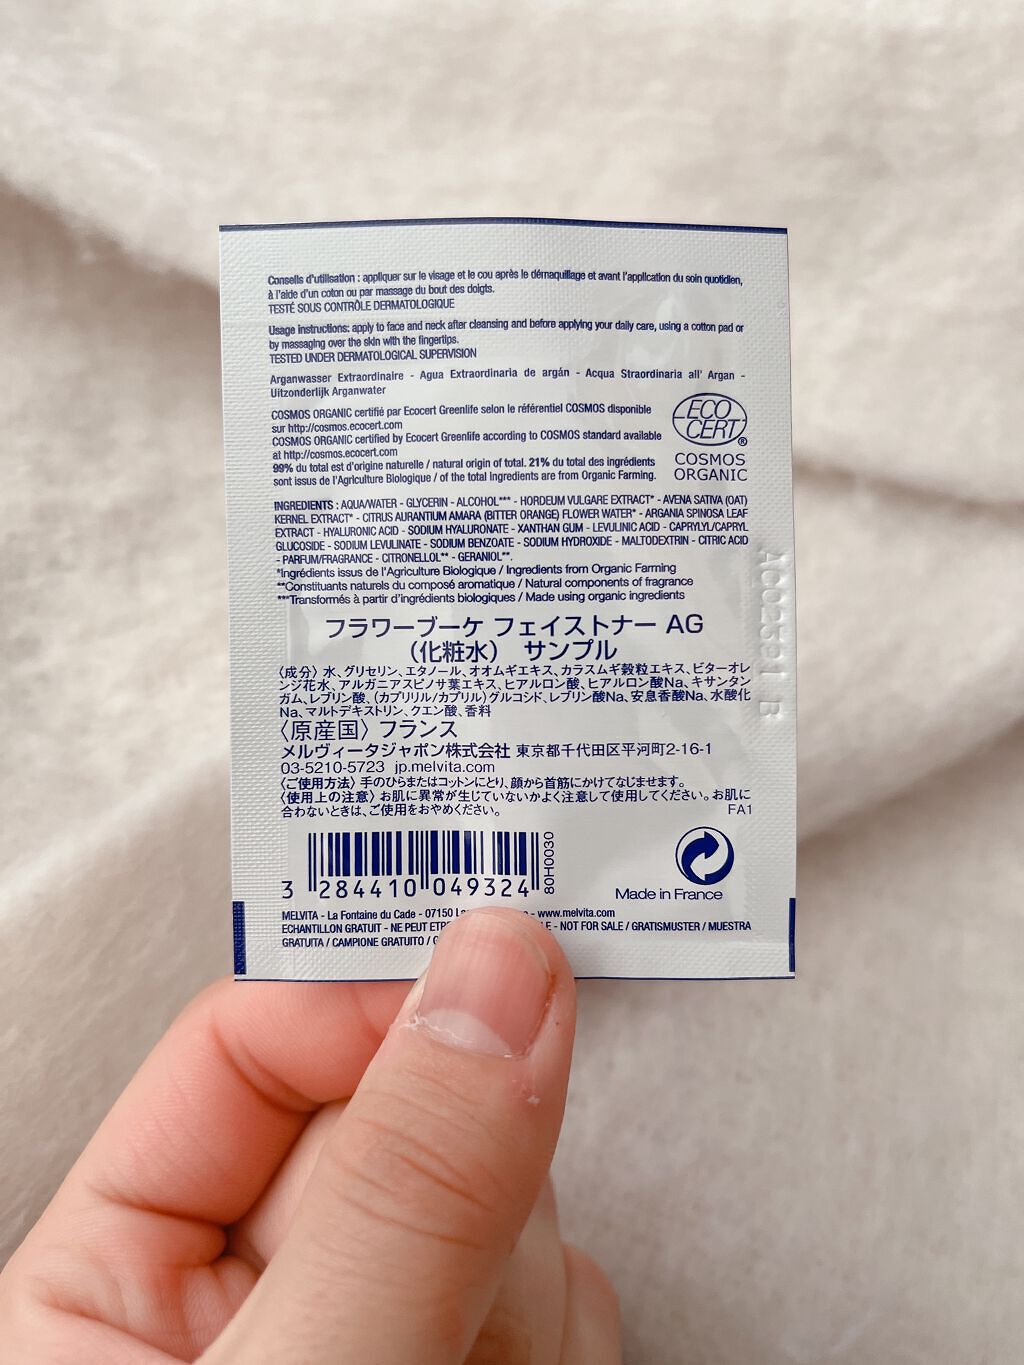 Conseils d'utilisation : appliquer sur le visage et le cou après le démaquillage et avant l'application du soin quotidien,
à l'aide d'un coton ou par massage du bout des doigts.
TESTÉ SOUS CONTRÔLE DERMATOLOGIQUE
Usage instructions: apply to face and neck after cleansing and before applying your daily care, using a cotton pad or
by massaging over the skin with the fingertips.
TESTED UNDER DERMATOLOGICAL SUPERVISION
Arganwasser Extraordinaire - Agua Extraordinaria de argán - Acqua Straordinaria all' Argan -
Uitzonderlijk Arganwater
COSMOS ORGANIC certifié par Ecocert Greenlife selon le référentiel COSMOS disponible
sur http://cosmos.ecocert.com
COSMOS ORGANIC certified by Ecocert Greenlife according to COSMOS standard available
at http://cosmos.ecocert.com
99% du total est d'origine naturelle / natural origin of total. 21% du total des ingrédients
sont issus de l'Agriculture Biologique / of the total Ingredients are from Organic Farming.
ECO
CERT®
COSMOS
ORGANIC
INGREDIENTS : AQUA/WATER - GLYCERIN - ALCOHOL*** - HORDEUM VULGARE EXTRACT* - AVENA SATIVA (OAT)
KERNEL EXTRACT* - CITRUS AURANTIUM AMARA (BITTER ORANGE) FLOWER WATER* - ARGANIA SPINOSA LEAF
EXTRACT - HYALURONIC ACID - SODIUM HYALURONATE - XANTHAN GUM - LEVULINIC ACID - CAPRYLYL/CAPRYL
GLUCOSIDE - SODIUM LEVULINATE - SODIUM BENZOATE - SODIUM HYDROXIDE - MALTODEXTRIN - CITRIC ACID
- PARFUM/FRAGRANCE - CITRONELLOL** - GERANIOL**.
*Ingrédients issus de l'Agriculture Biologique / Ingredients from Organic Farming
**Constituants naturels du composé aromatique / Natural components of fragrance
***Transformés à partir d'ingrédients biologiques / Made using organic ingredients
フラワーブーケ フェイストナー AG
（化粧水） サンプル
〈成分〉水、グリセリン、エタノール、オオムギエキス、カラスムギ穀粒エキス、ビターオレ
ンジ花水、アルガニアスピノサ葉エキス、ヒアルロン酸、ヒアルロン酸Na、キサンタン
ガム、レブリン酸、（カプリリル/カプリル）グルコシド、レブリン酸Na、安息香酸Na、水酸化
Na、マルトデキストリン、クエン酸、香料
〈原産国〉フランス
メルヴィータジャポン株式会社 東京都千代田区平河町2-16-1
03-5210-5723 jp.melvita.com
〈ご使用方法〉手のひらまたはコットンにとり、顔から首筋にかけてなじませます。
〈使用上の注意〉お肌に異常が生じていないかよく注意して使用してください。お肌に
合わないときは、ご使用をおやめください。 FA1
3 284410 049324
80H0030
Made in France
MELVITA - La Fontaine du Cade - 07150 - www.melvita.com
ECHANTILLON GRATUIT - NE PEUT - NOT FOR SALE / GRATISMUSTER / MUESTRA
GRATUITA / CAMPIONE GRATUITO /